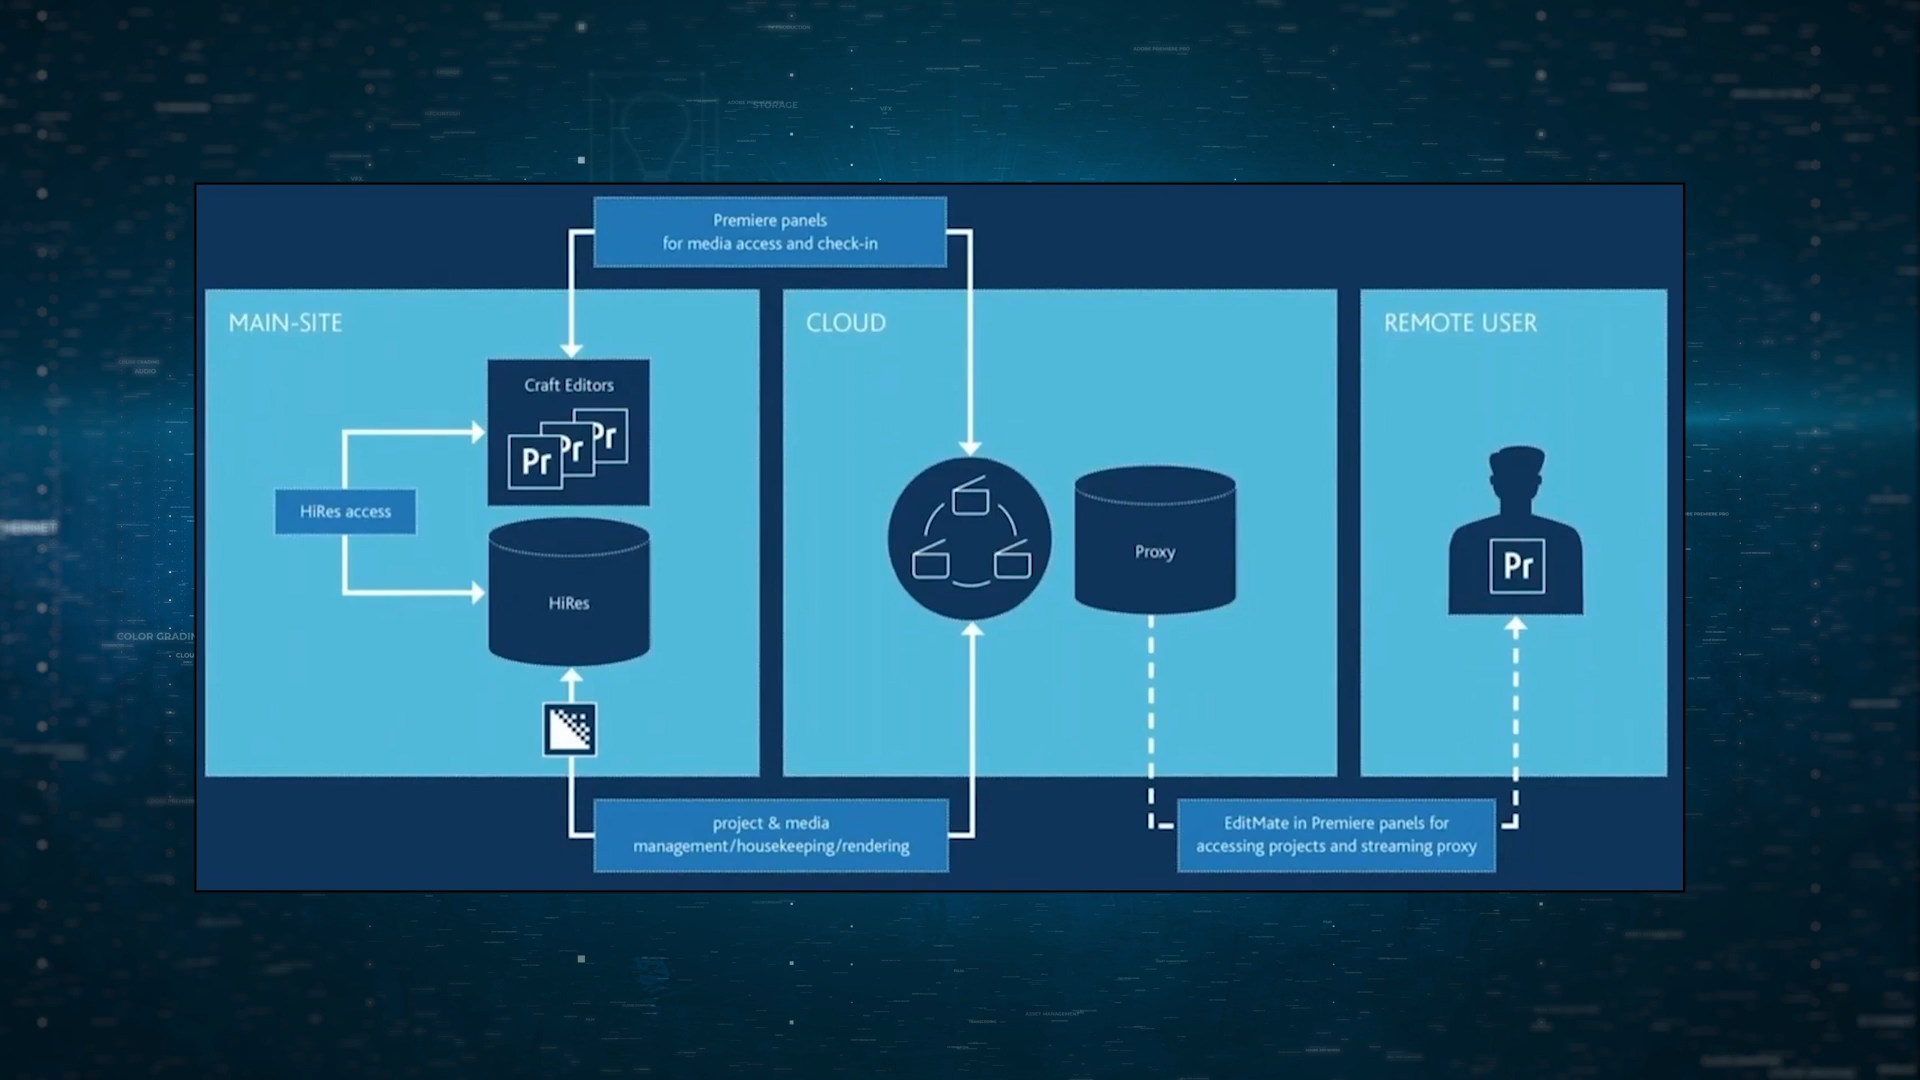 STORAGE
Premiere panels
for media access and check-in
MAIN-SITE
CLOUD
REMOTE USER
Craft Editors
Pr
Pr
Pr
HiRes access
HiRes
Proxy
Pr
COLOR GRADIN
project & media
management/housekeeping/rendering
EditMate in Premiere panels for
accessing projects and streaming proxy